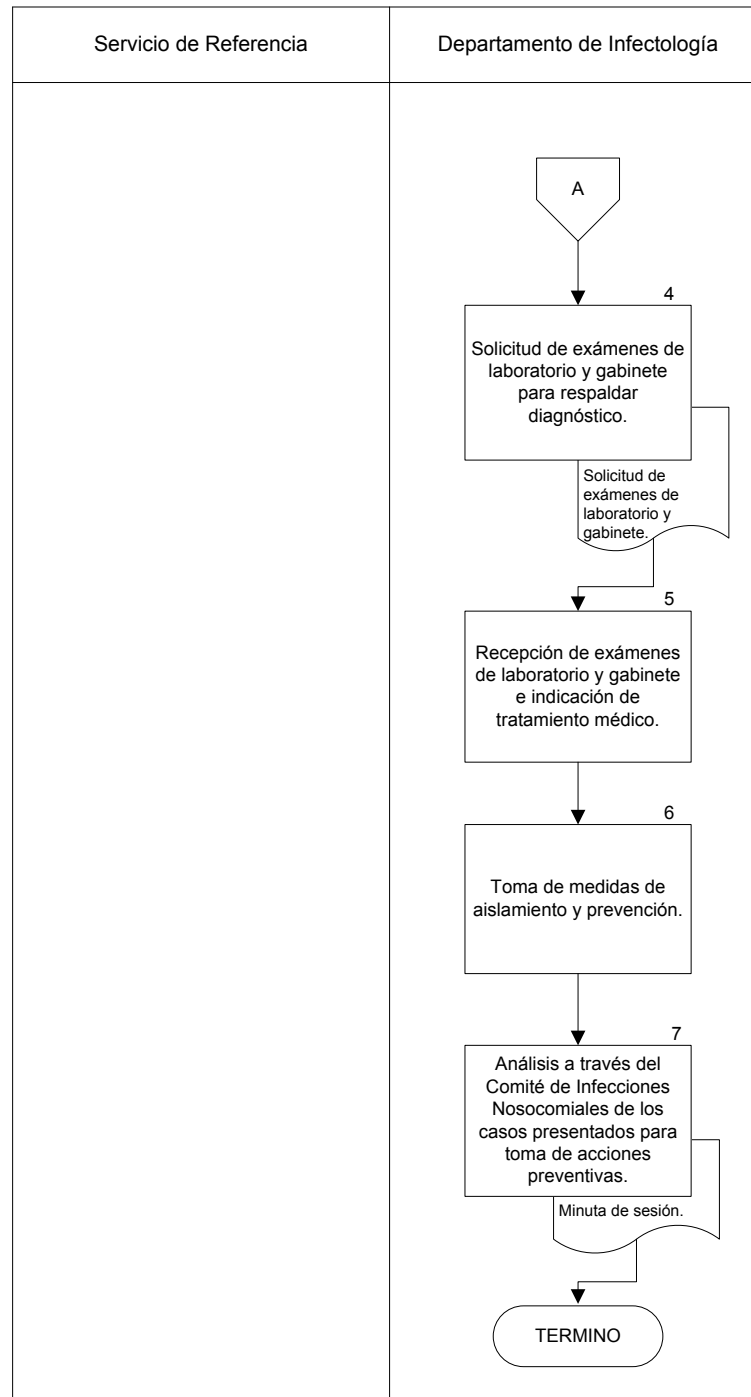 Servicio de Referencia
Departamento de Infectología
A
4
Solicitud de exámenes de
laboratorio y gabinete
para respaldar
diagnóstico.
Solicitud de
exámenes de
laboratorio y
gabinete.
5
Recepción de exámenes
de laboratorio y gabinete
e indicación de
tratamiento médico.
6
Toma de medidas de
aislamiento y prevención.
7
Análisis a través del
Comité de Infecciones
Nosocomiales de los
casos presentados para
toma de acciones
preventivas.
Minuta de sesión.
TERMINO